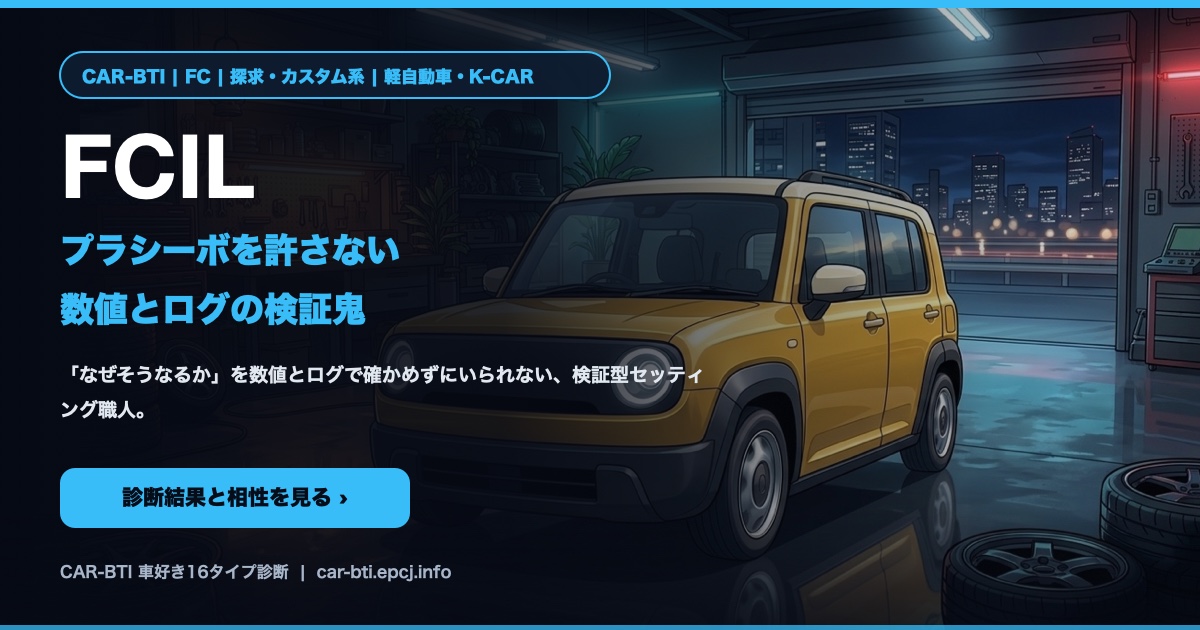 CAR-BTI | FC | 探求・カスタム系 | 軽自動車・K-CAR
FCIL
プラシーボを許さない
数値とログの検証鬼
「なぜそうなるか」を数値とログで確かめずにいられない、検証型セッティ
ング職人。
診断結果と相性を見る ›
CAR-BTI 車好き16タイプ診断 | car-bti.epcj.info